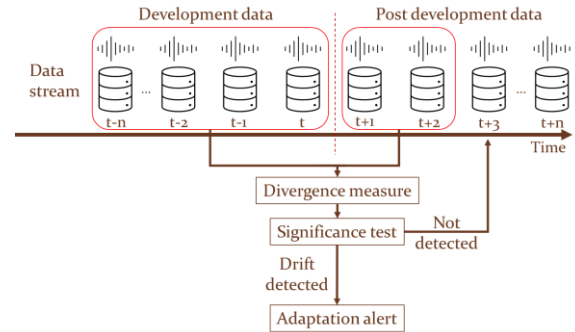 Development data
Post development data
Data
stream
...
...
t-n
t-2
t-1
t
t+1
t+2
t+3
t+n
Time
Divergence measure
Significance test
Not
detected
Drift
detected
Adaptation alert